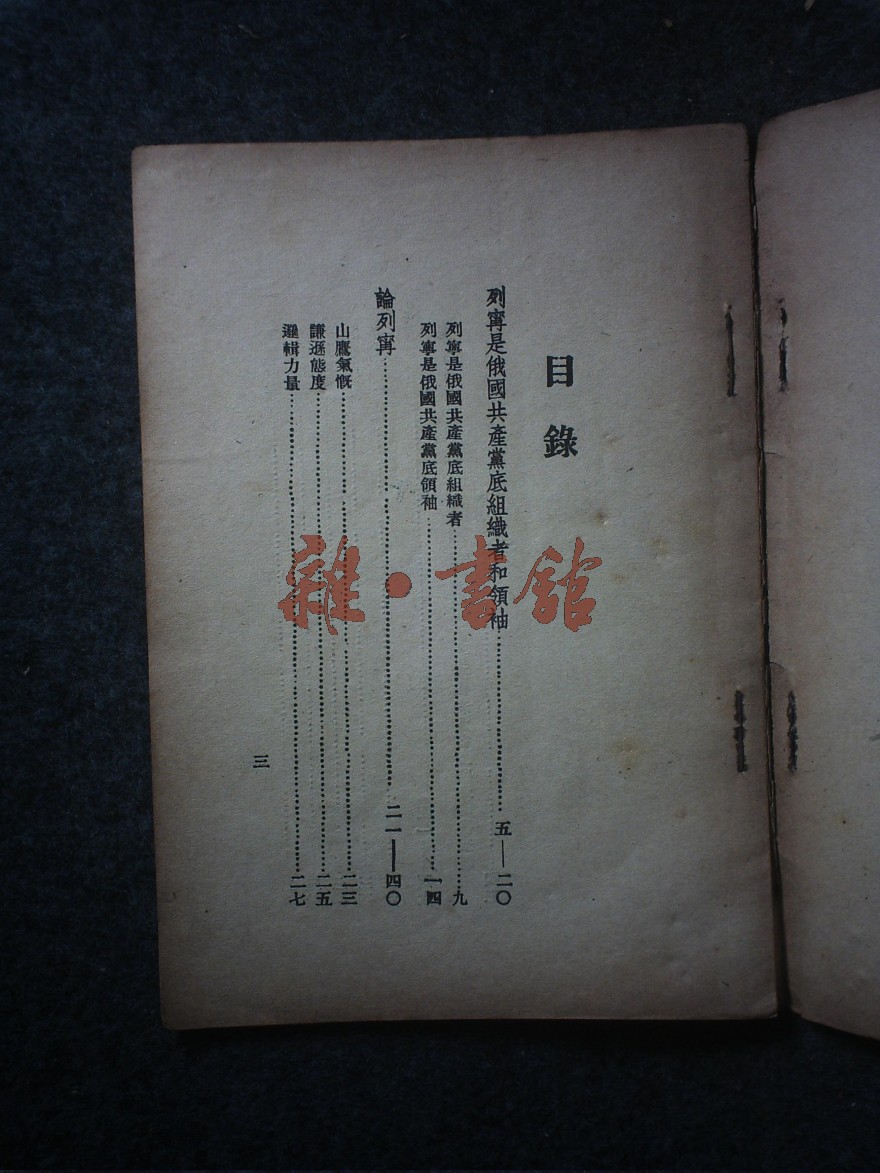 目錄
列寗是俄國共產黨底組織者和領袖……五—二〇
列寧是俄國共產黨底組織者……九
列寧是俄國共產黨底領袖……一四
論列寗……二一—四〇
山鷹氣慨……二三
謙遜態度……二五
邏輯力量……二七
三
雜·書館